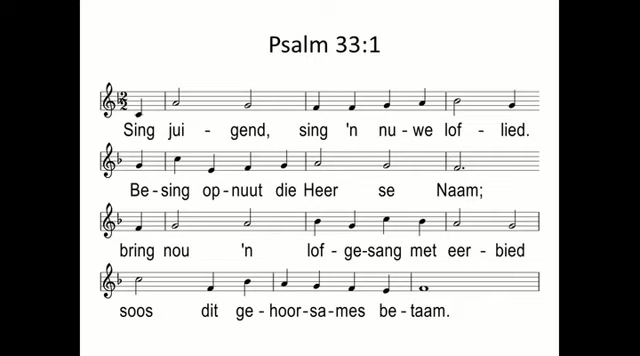 Psalm 33:1
Sing jui - gend, sing 'n nu-we lof - lied.
Be-sing op-nuut die Heer se Naam;
bring nou 'n lof-ge-sang met eer-bied
soos dit ge-hoor-sa-mes be-taam.